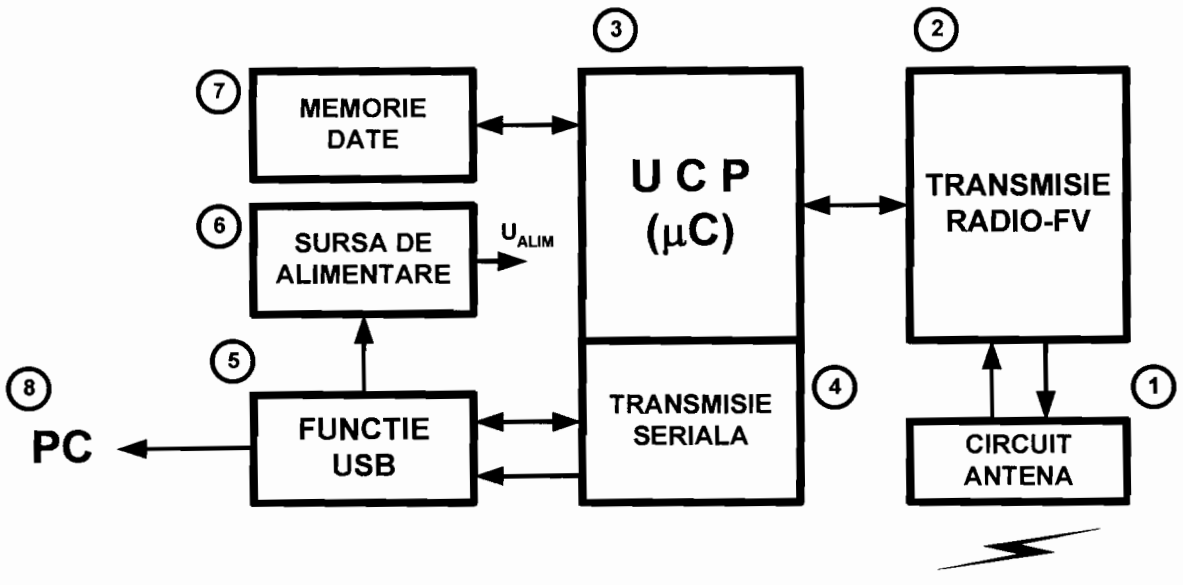 3
2
7
MEMORIE
DATE
U C P
(μC)
TRANSMISIE
RADIO-FV
6
SURSA DE
ALIMENTARE
UALIM
5
8
PC
FUNCTIE
USB
TRANSMISIE
SERIALA
4
1
CIRCUIT
ANTENA